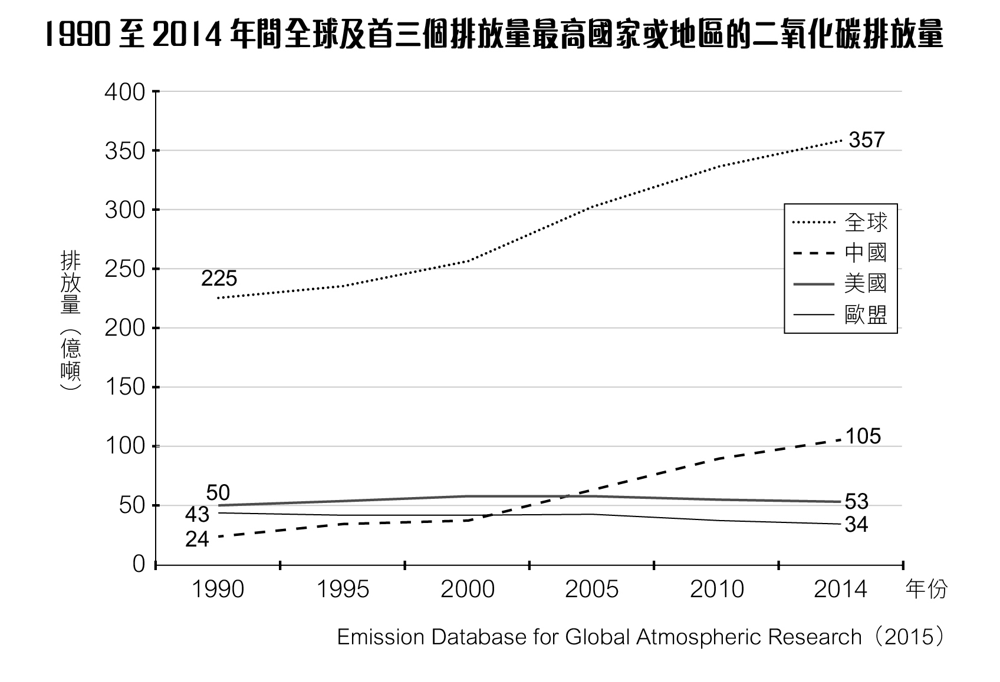 1990 至 2014 年間全球及首三個排放量最高國家或地區的二氧化碳排放量
排放量（億噸）
400
350
300
250
200
150
100
50
0
225
357
50
43
24
105
53
34
全球
中國
美國
歐盟
1990 1995 2000 2005 2010 2014 年份
Emission Database for Global Atmospheric Research（2015）